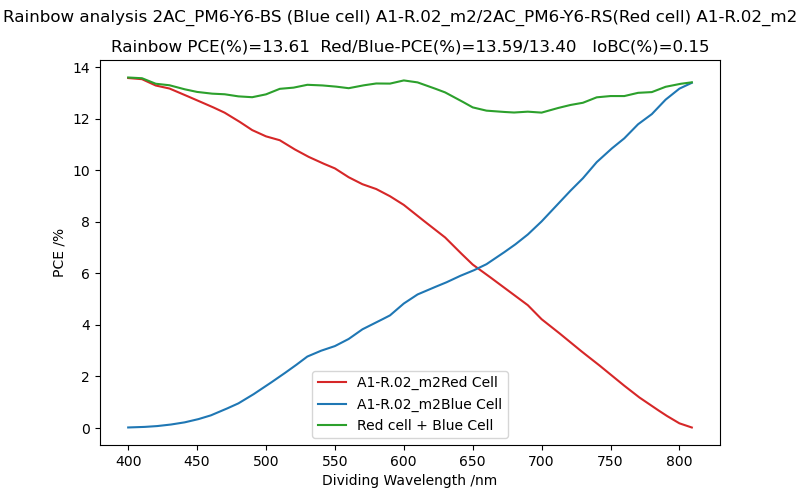 Rainbow analysis 2AC_PM6-Y6-BS (Blue cell) A1-R.02_m2/2AC_PM6-Y6-RS(Red cell) A1-R.02_m2
Rainbow PCE(%)=13.61  Red/Blue-PCE(%)=13.59/13.40   IoBC(%)=0.15
14
12
10
8
6
4
2
0
PCE /%
A1-R.02_m2Red Cell
A1-R.02_m2Blue Cell
Red cell + Blue Cell
400 450 500 550 600 650 700 750 800
Dividing Wavelength /nm